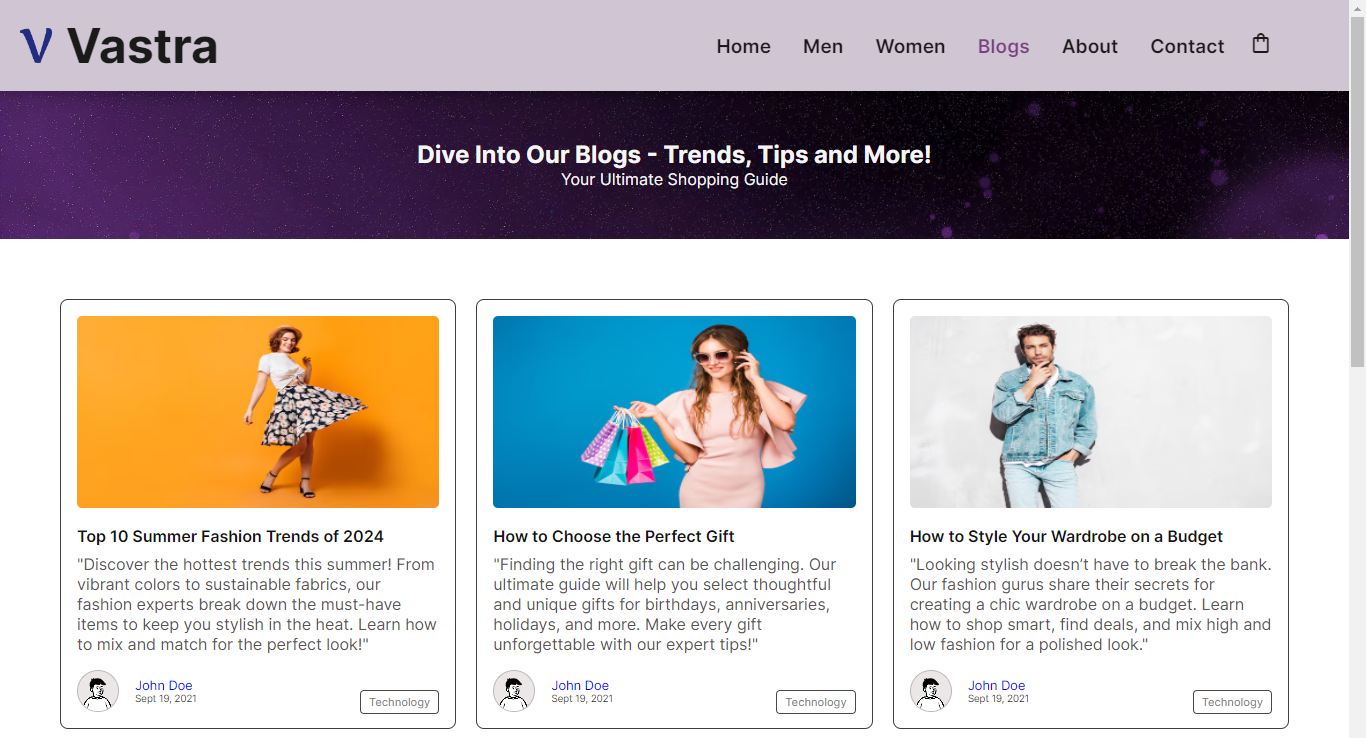 V Vastra
Home Men Women Blogs About Contact
Dive Into Our Blogs - Trends, Tips and More!
Your Ultimate Shopping Guide
Top 10 Summer Fashion Trends of 2024
"Discover the hottest trends this summer! From
vibrant colors to sustainable fabrics, our
fashion experts break down the must-have
items to keep you stylish in the heat. Learn how
to mix and match for the perfect look!"
John Doe
Sept 19, 2021
Technology
How to Choose the Perfect Gift
"Finding the right gift can be challenging. Our
ultimate guide will help you select thoughtful
and unique gifts for birthdays, anniversaries,
holidays, and more. Make every gift
unforgettable with our expert tips!"
John Doe
Sept 19, 2021
Technology
How to Style Your Wardrobe on a Budget
"Looking stylish doesn’t have to break the bank.
Our fashion gurus share their secrets for
creating a chic wardrobe on a budget. Learn
how to shop smart, find deals, and mix high and
low fashion for a polished look."
John Doe
Sept 19, 2021
Technology